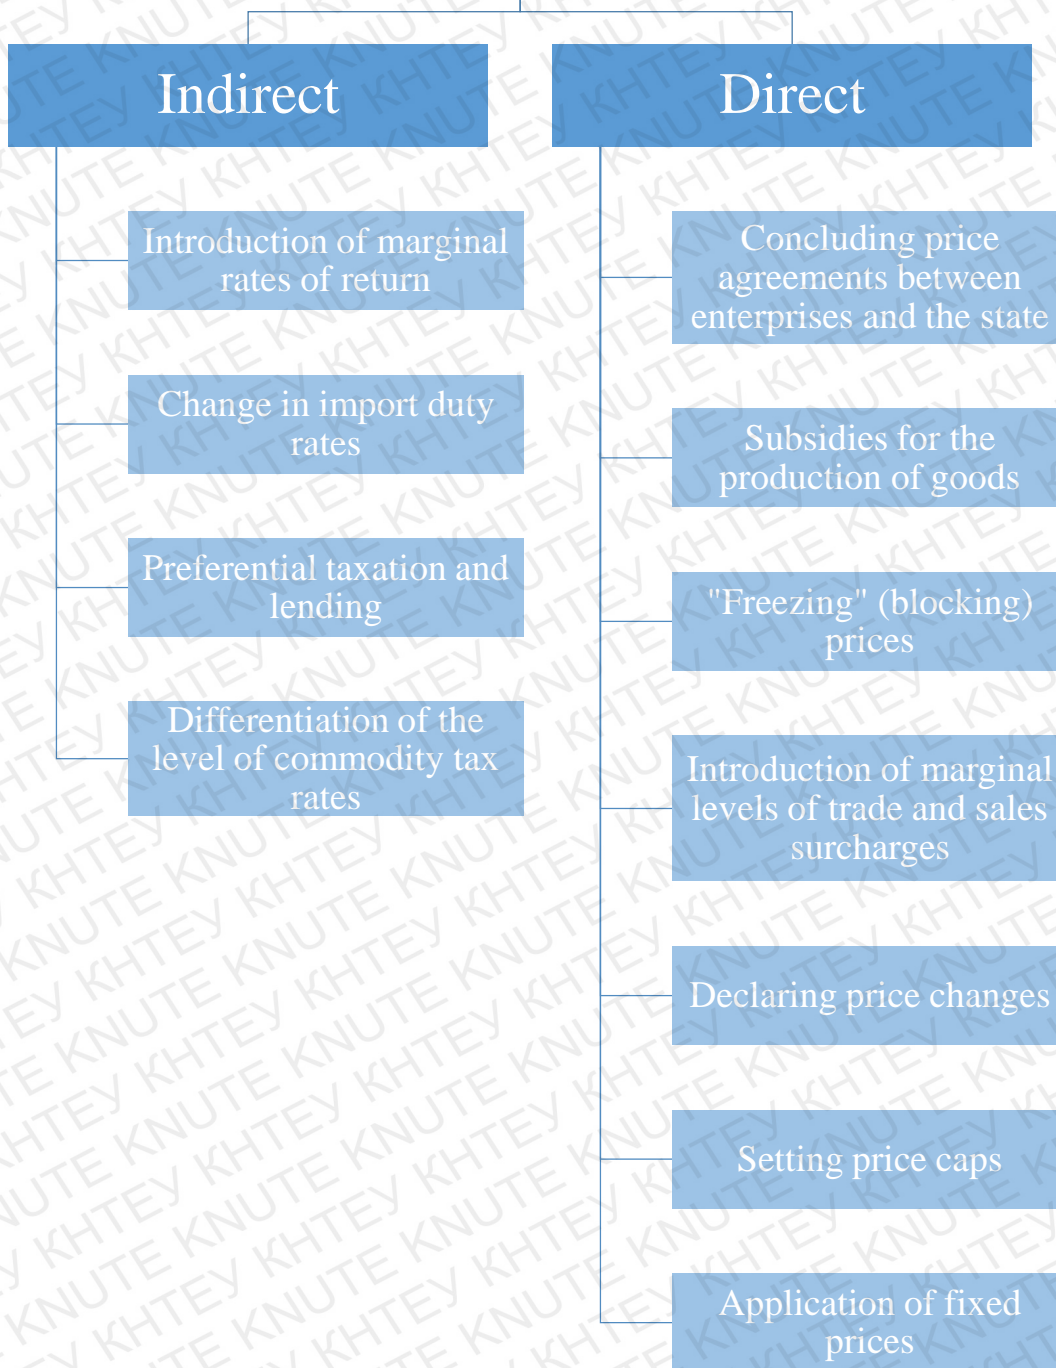 Indirect
Introduction of marginal
rates of return
Change in import duty
rates
Preferential taxation and
lending
Differentiation of the
level of commodity tax
rates
Direct
Concluding price
agreements between
enterprises and the state
Subsidies for the
production of goods
"Freezing" (blocking)
prices
Introduction of marginal
levels of trade and sales
surcharges
Declaring price changes
Setting price caps
Application of fixed
prices
KNUTE КНТЕУ